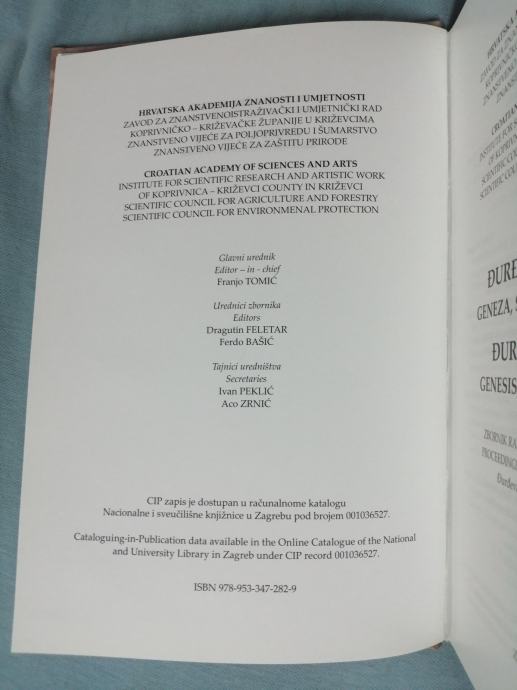 HRVATSKA AKADEMIJA ZNANOSTI I UMJETNOSTI
ZAVOD ZA ZNANSTVENOISTRAŽIVAČKI I UMJETNIČKI RAD
KOPRIVNIČKO – KRIŽEVAČKE ŽUPANIJE U KRIŽEVCIMA
ZNANSTVENO VIJEĆE ZA POLJOPRIVREDU I ŠUMARSTVO
ZNANSTVENO VIJEĆE ZA ZAŠTITU PRIRODE
CROATIAN ACADEMY OF SCIENCES AND ARTS
INSTITUTE FOR SCIENTIFIC RESEARCH AND ARTISTIC WORK
OF KOPRIVNICA – KRIŽEVCI COUNTY IN KRIŽEVCI
SCIENTIFIC COUNCIL FOR AGRICULTURE AND FORESTRY
SCIENTIFIC COUNCIL FOR ENVIRONMENAL PROTECTION
Glavni urednik
Editor – in - chief
Franjo TOMIĆ
Urednici zbornika
Editors
Dragutin FELETAR
Ferdo BAŠIĆ
Tajnici uredništva
Secretaries
Ivan PEKLIĆ
Aco ZRNIĆ
CIP zapis je dostupan u računalnome katalogu
Nacionalne i sveučilišne knjižnice u Zagrebu pod brojem 001036527.
Cataloguing-in-Publication data available in the Online Catalogue of the National
and University Library in Zagreb under CIP record 001036527.
ISBN 978-953-347-282-9
HRVATSKA
ZAVOD ZA
GENEZA,
GENESIS
ZBORNIK